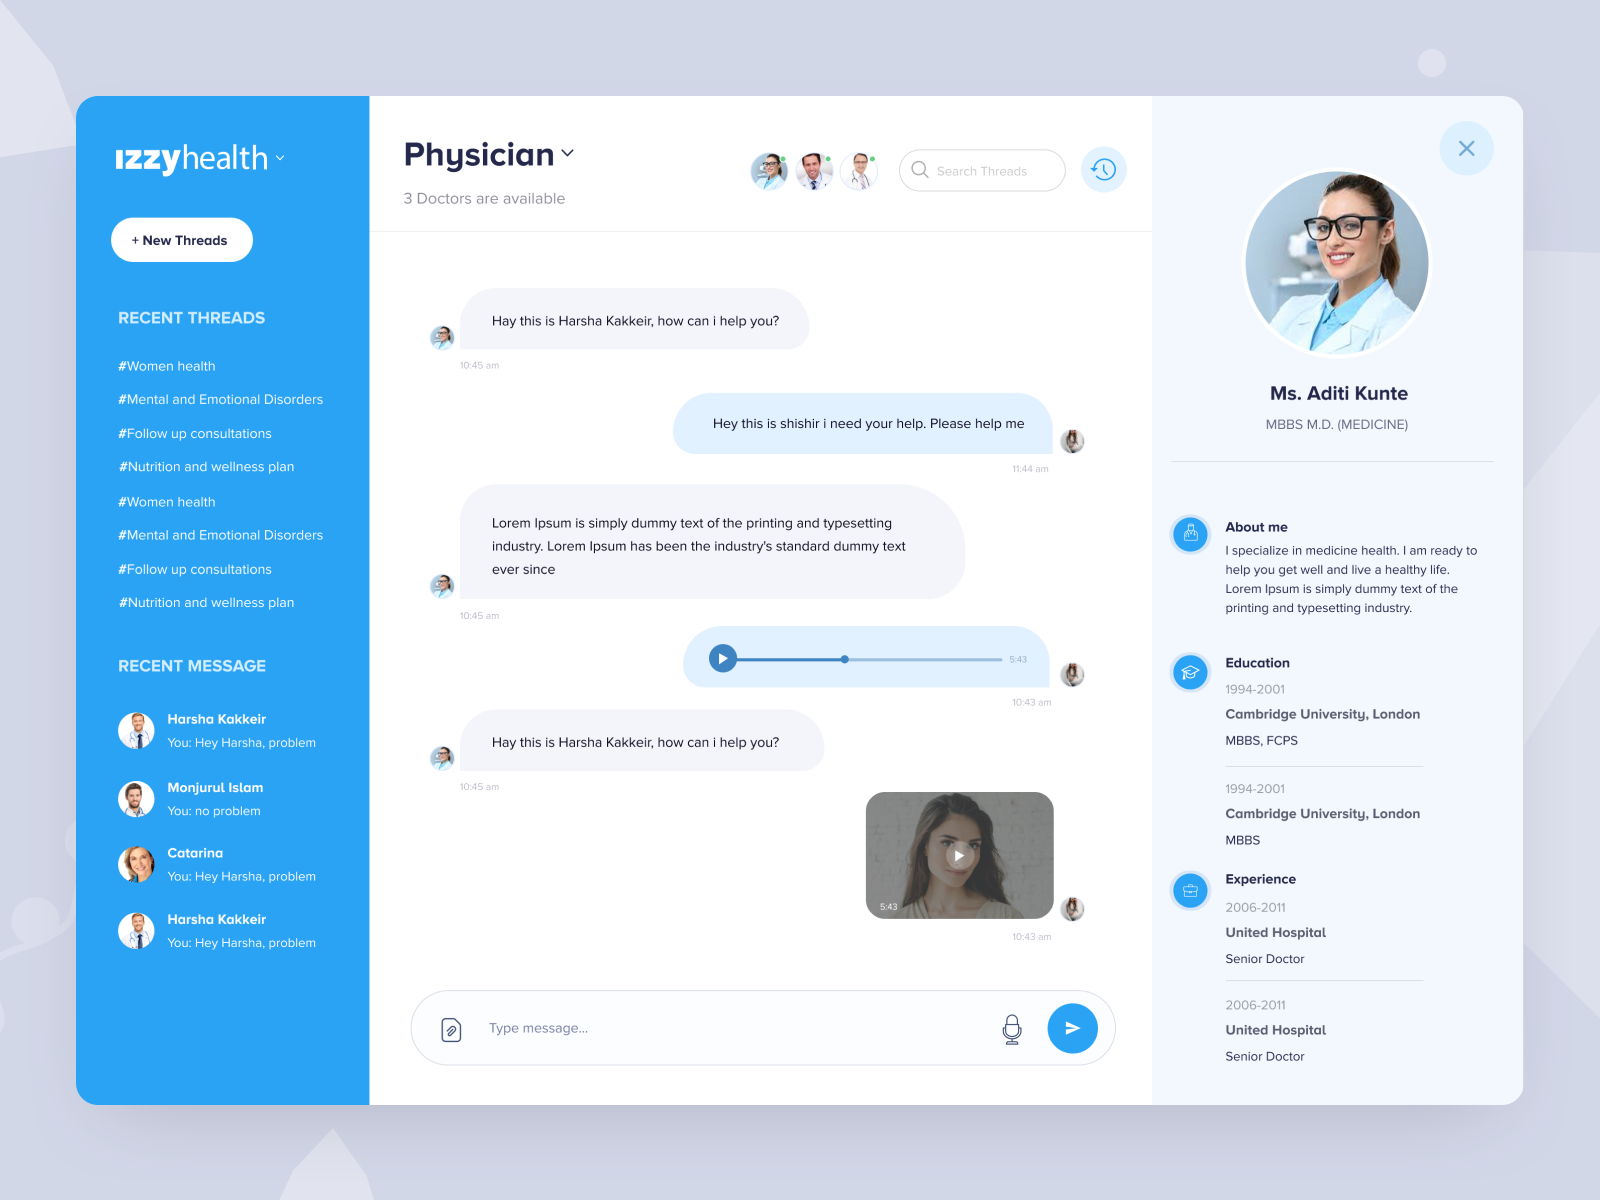 IZZYhealth
+ New Threads
RECENT THREADS
#Women health
#Mental and Emotional Disorders
#Follow up consultations
#Nutrition and wellness plan
#Women health
#Mental and Emotional Disorders
#Follow up consultations
#Nutrition and wellness plan
RECENT MESSAGE
Harsha Kakkeir
You: Hey Harsha, problem
Monjurul Islam
You: no problem
Catarina
You: Hey Harsha, problem
Harsha Kakkeir
You: Hey Harsha, problem
Physician
3 Doctors are available
Search Threads
Hay this is Harsha Kakkeir, how can i help you?
10:45 am
Hey this is shishir i need your help. Please help me
11:44 am
Lorem Ipsum is simply dummy text of the printing and typesetting
industry. Lorem Ipsum has been the industry's standard dummy text
ever since
10:45 am
5:43
10:43 am
Hay this is Harsha Kakkeir, how can i help you?
10:45 am
5:43
10:43 am
Type message...
Ms. Aditi Kunte
MBBS M.D. (MEDICINE)
About me
I specialize in medicine health. I am ready to
help you get well and live a healthy life.
Lorem Ipsum is simply dummy text of the
printing and typesetting industry.
Education
1994-2001
Cambridge University, London
MBBS, FCPS
1994-2001
Cambridge University, London
MBBS
Experience
2006-2011
United Hospital
Senior Doctor
2006-2011
United Hospital
Senior Doctor